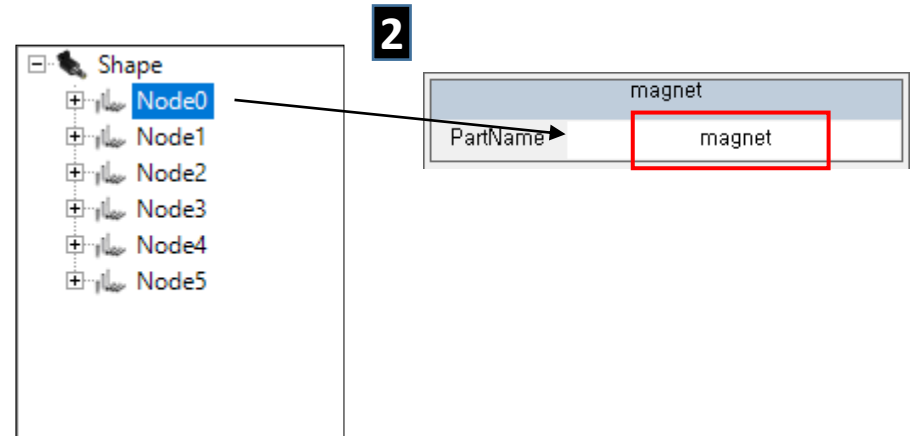 2
Shape
Node0
Node1
Node2
Node3
Node4
Node5
magnet
PartName magnet